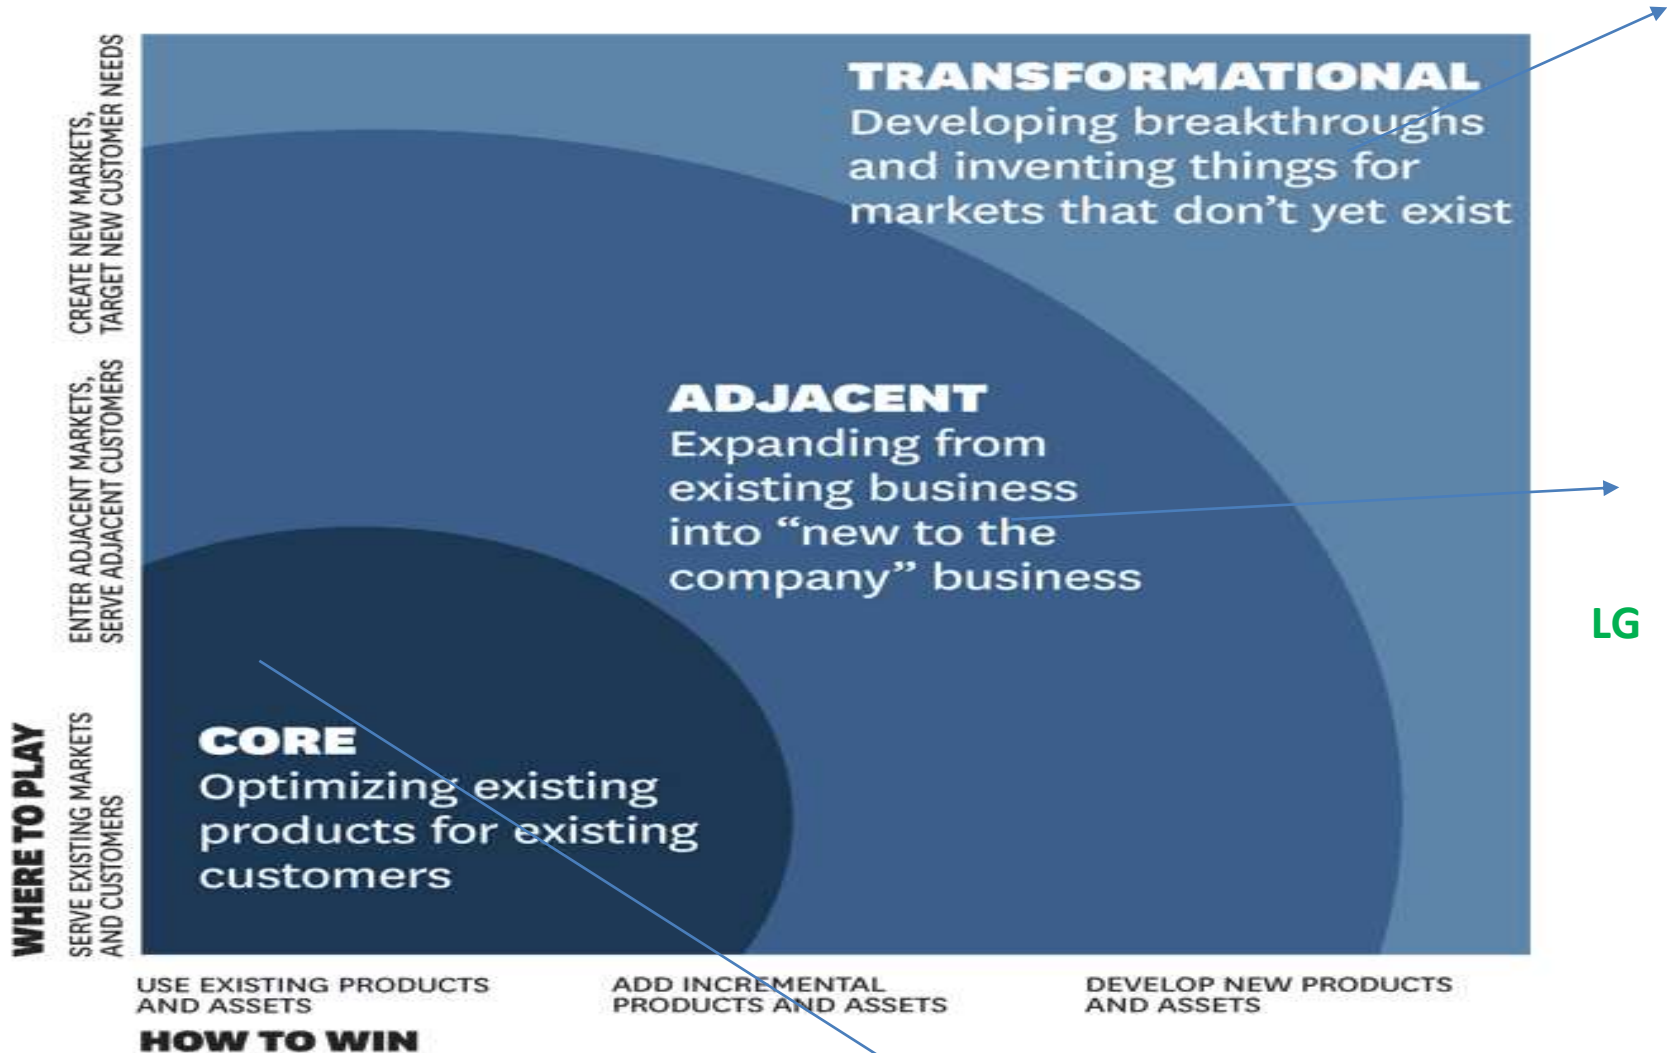 CREATE NEW MARKETS,
TARGET NEW CUSTOMER NEEDS
TRANSFORMATIONAL
Developing breakthroughs
and inventing things for
markets that don’t yet exist
ENTER ADJACENT MARKETS,
SERVE ADJACENT CUSTOMERS
ADJACENT
Expanding from
existing business
into “new to the
company” business
LG
WHERE TO PLAY
SERVE EXISTING MARKETS
AND CUSTOMERS
CORE
Optimizing existing
products for existing
customers
USE EXISTING PRODUCTS
AND ASSETS
ADD INCREMENTAL
PRODUCTS AND ASSETS
DEVELOP NEW PRODUCTS
AND ASSETS
HOW TO WIN